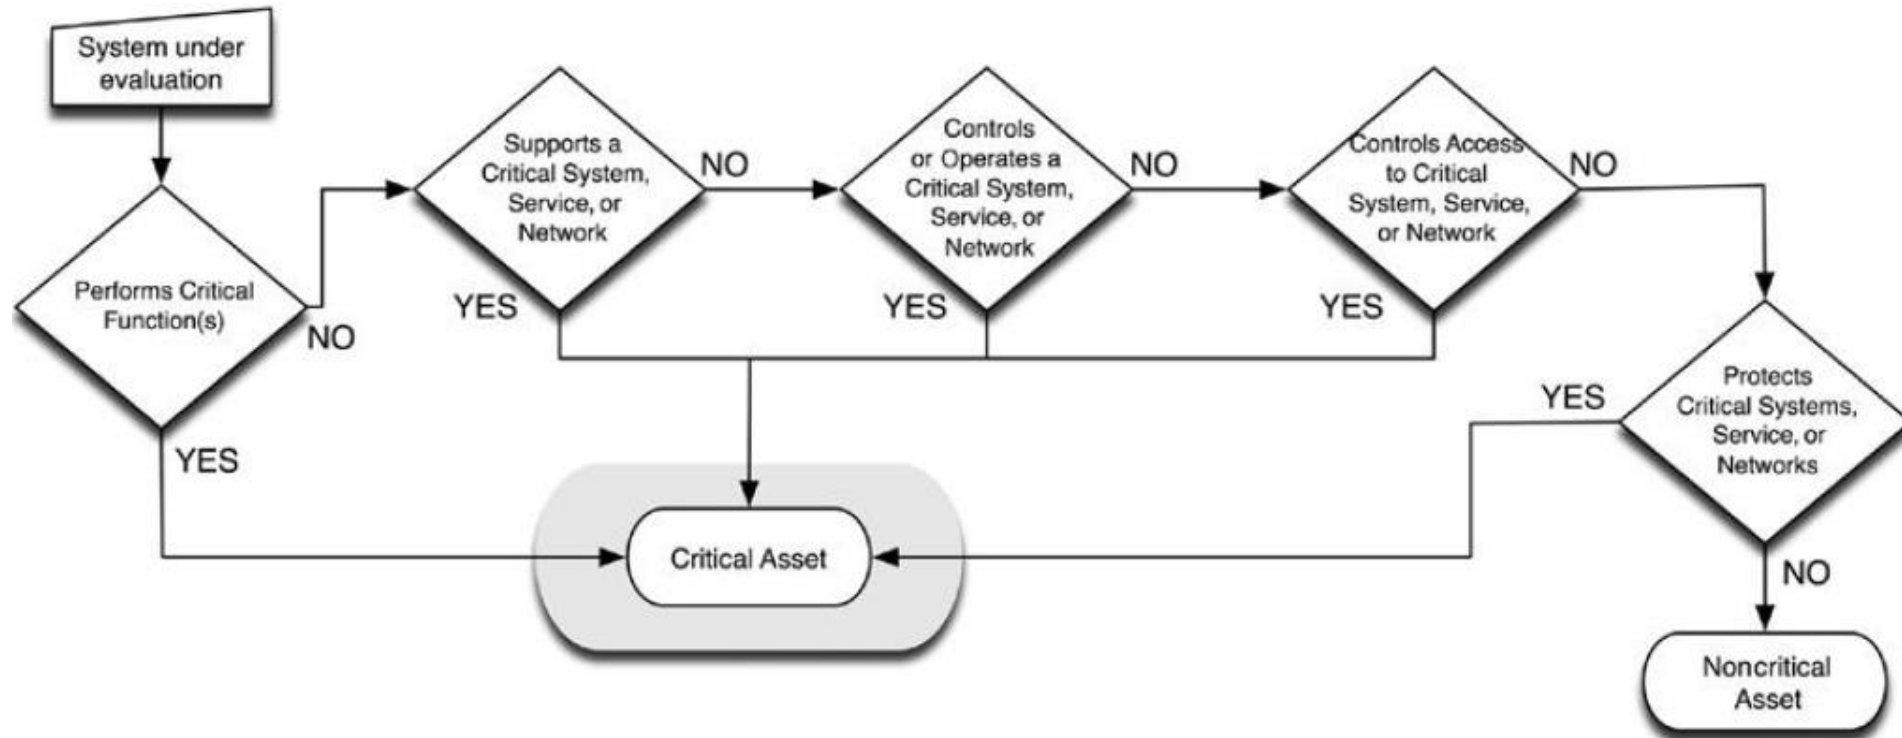 System under
evaluation
Performs Critical
Function(s)
NO
YES
Supports a
Critical System,
Service, or
Network
NO
YES
Controls
or Operates a
Critical System,
Service, or
Network
NO
YES
Controls Access
to Critical
System, Service,
or Network
NO
YES
Protects
Critical Systems,
Service, or
Networks
YES
NO
Critical Asset
Noncritical
Asset